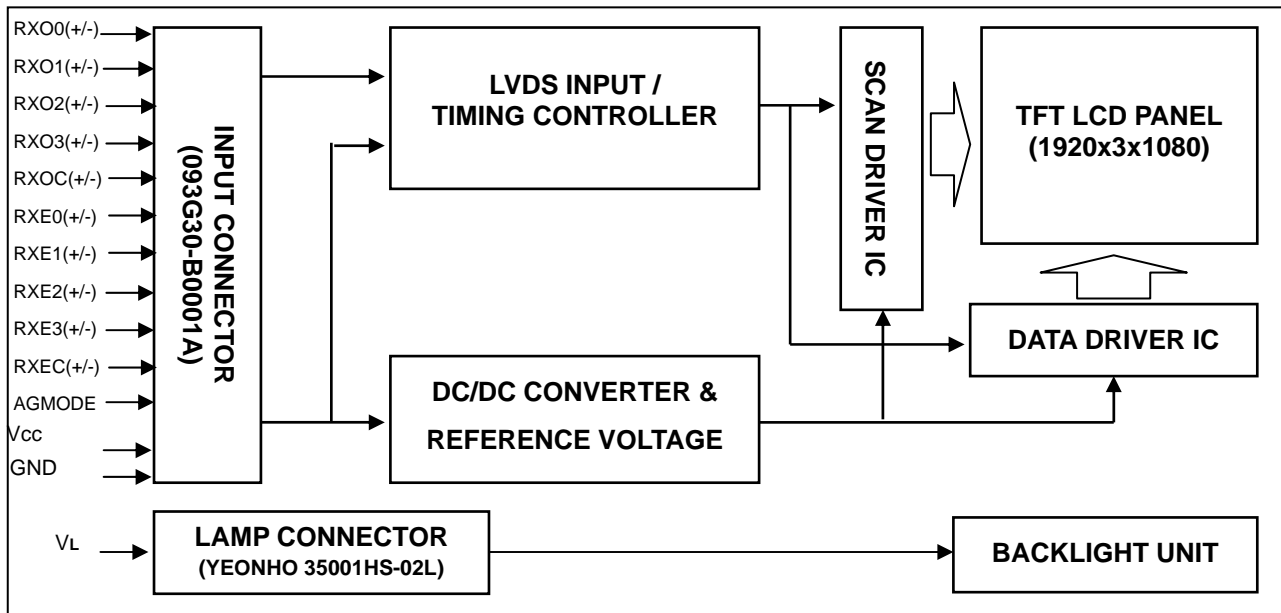 RXO0(+/-)
RXO1(+/-)
RXO2(+/-)
RXO3(+/-)
RXOC(+/-)
RXE0(+/-)
RXE1(+/-)
RXE2(+/-)
RXE3(+/-)
RXEC(+/-)
AGMODE
Vcc
GND
VL
INPUT CONNECTOR
(093G30-B0001A)
LVDS INPUT /
TIMING CONTROLLER
SCAN DRIVER IC
TFT LCD PANEL
(1920x3x1080)
DATA DRIVER IC
DC/DC CONVERTER &
REFERENCE VOLTAGE
LAMP CONNECTOR
(YEONHO 35001HS-02L)
BACKLIGHT UNIT